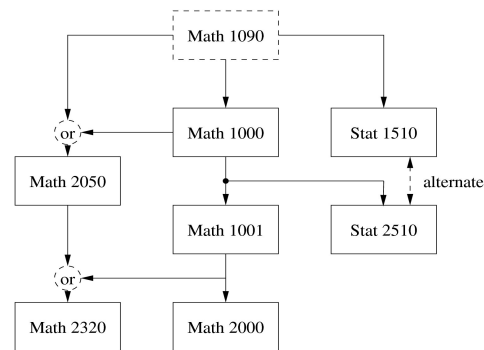 Math 1090
or
Math 1000
Stat 1510
Math 2050
alternate
Math 1001
Stat 2510
or
Math 2320
Math 2000